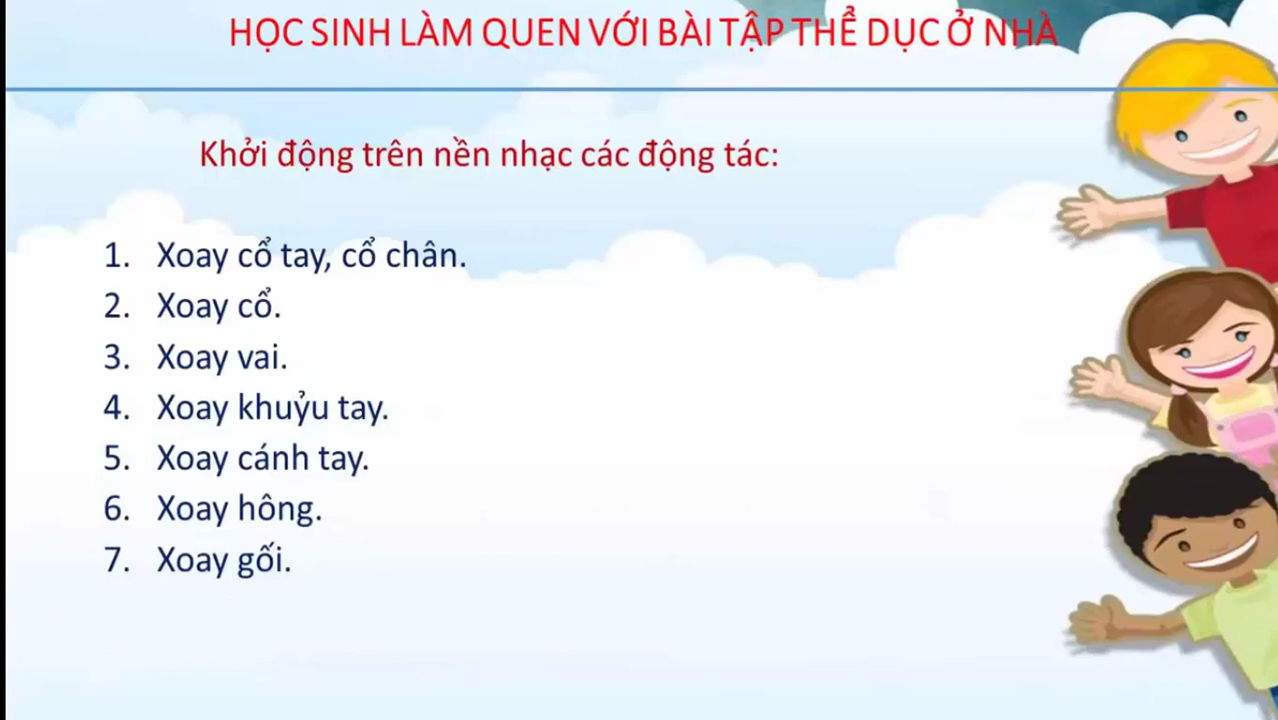 HỌC SINH LÀM QUEN VỚI BÀI TẬP THỂ DỤC Ở NHÀ
Khởi động trên nền nhạc các động tác:
1. Xoay cổ tay, cổ chân.
2. Xoay cổ.
3. Xoay vai.
4. Xoay khuỷu tay.
5. Xoay cánh tay.
6. Xoay hông.
7. Xoay gối.